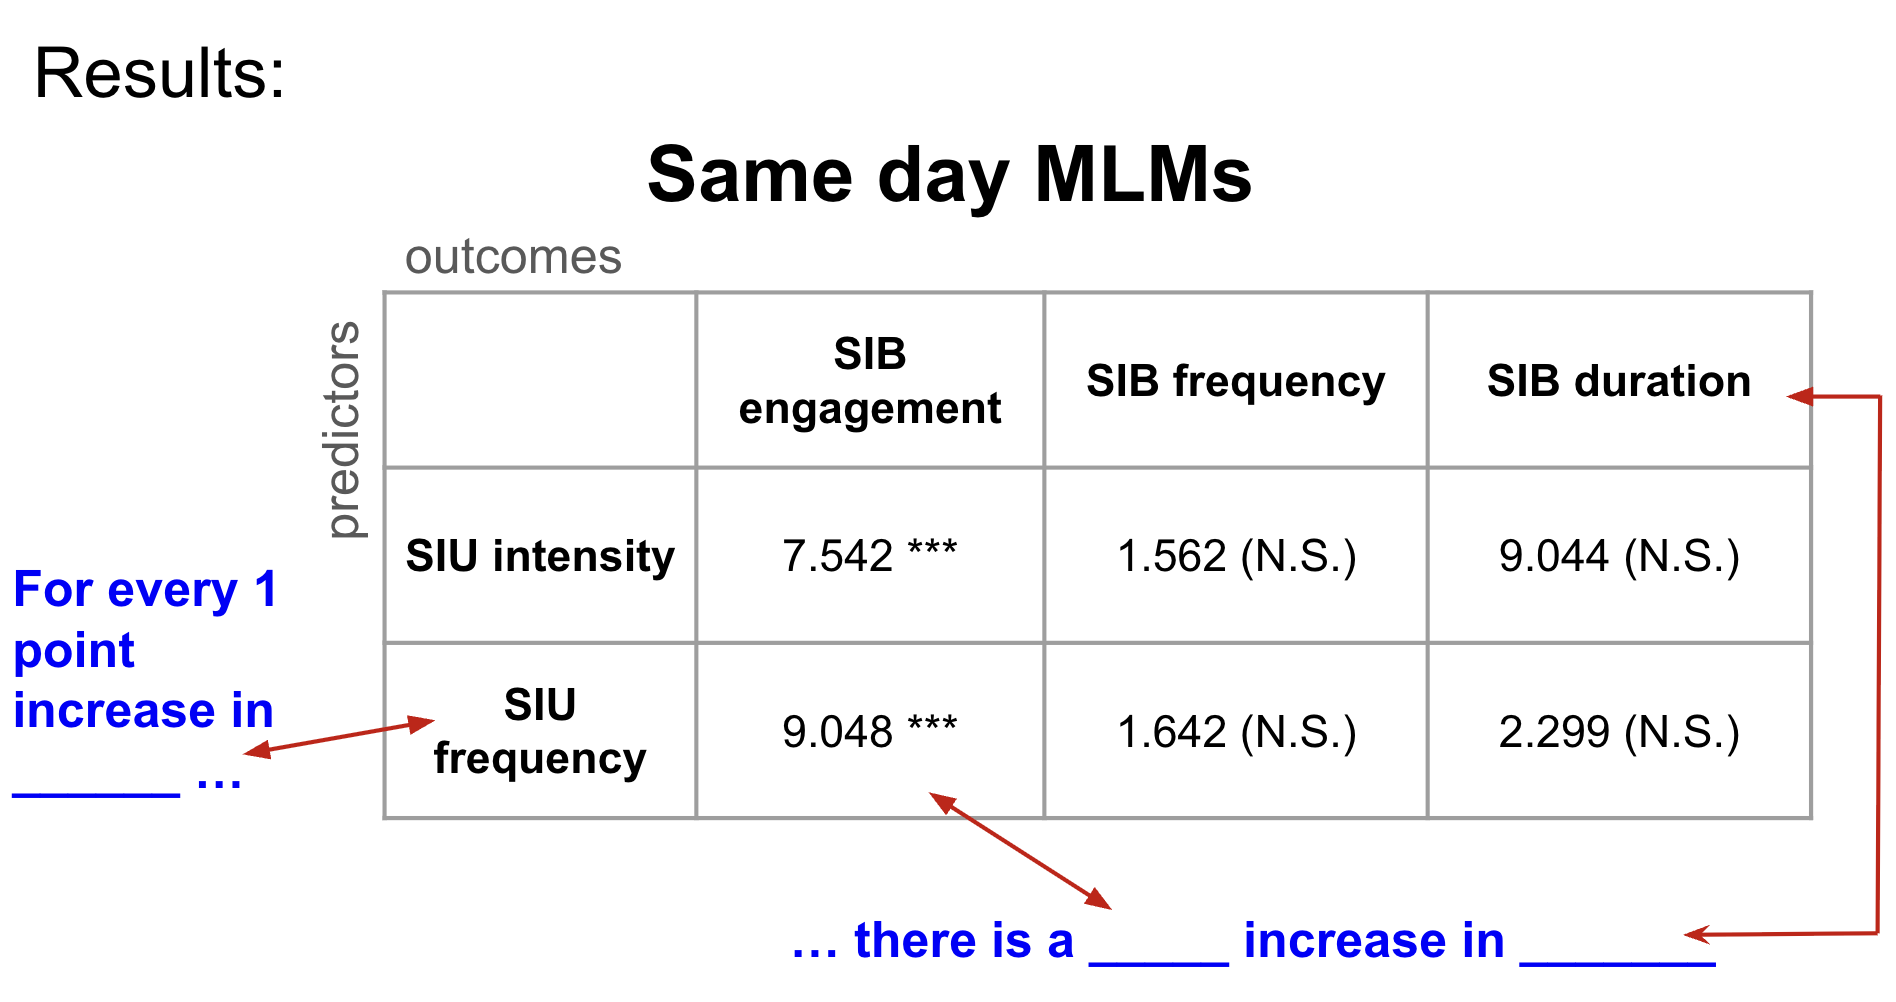 Results:
Same day MLMs
outcomes
predictors
SIB
engagement
SIB frequency
SIB duration
SIU intensity
7.542 ***
1.562 (N.S.)
9.044 (N.S.)
SIU
frequency
9.048 ***
1.642 (N.S.)
2.299 (N.S.)
For every 1
point
increase in
______ …
… there is a _____ increase in _______